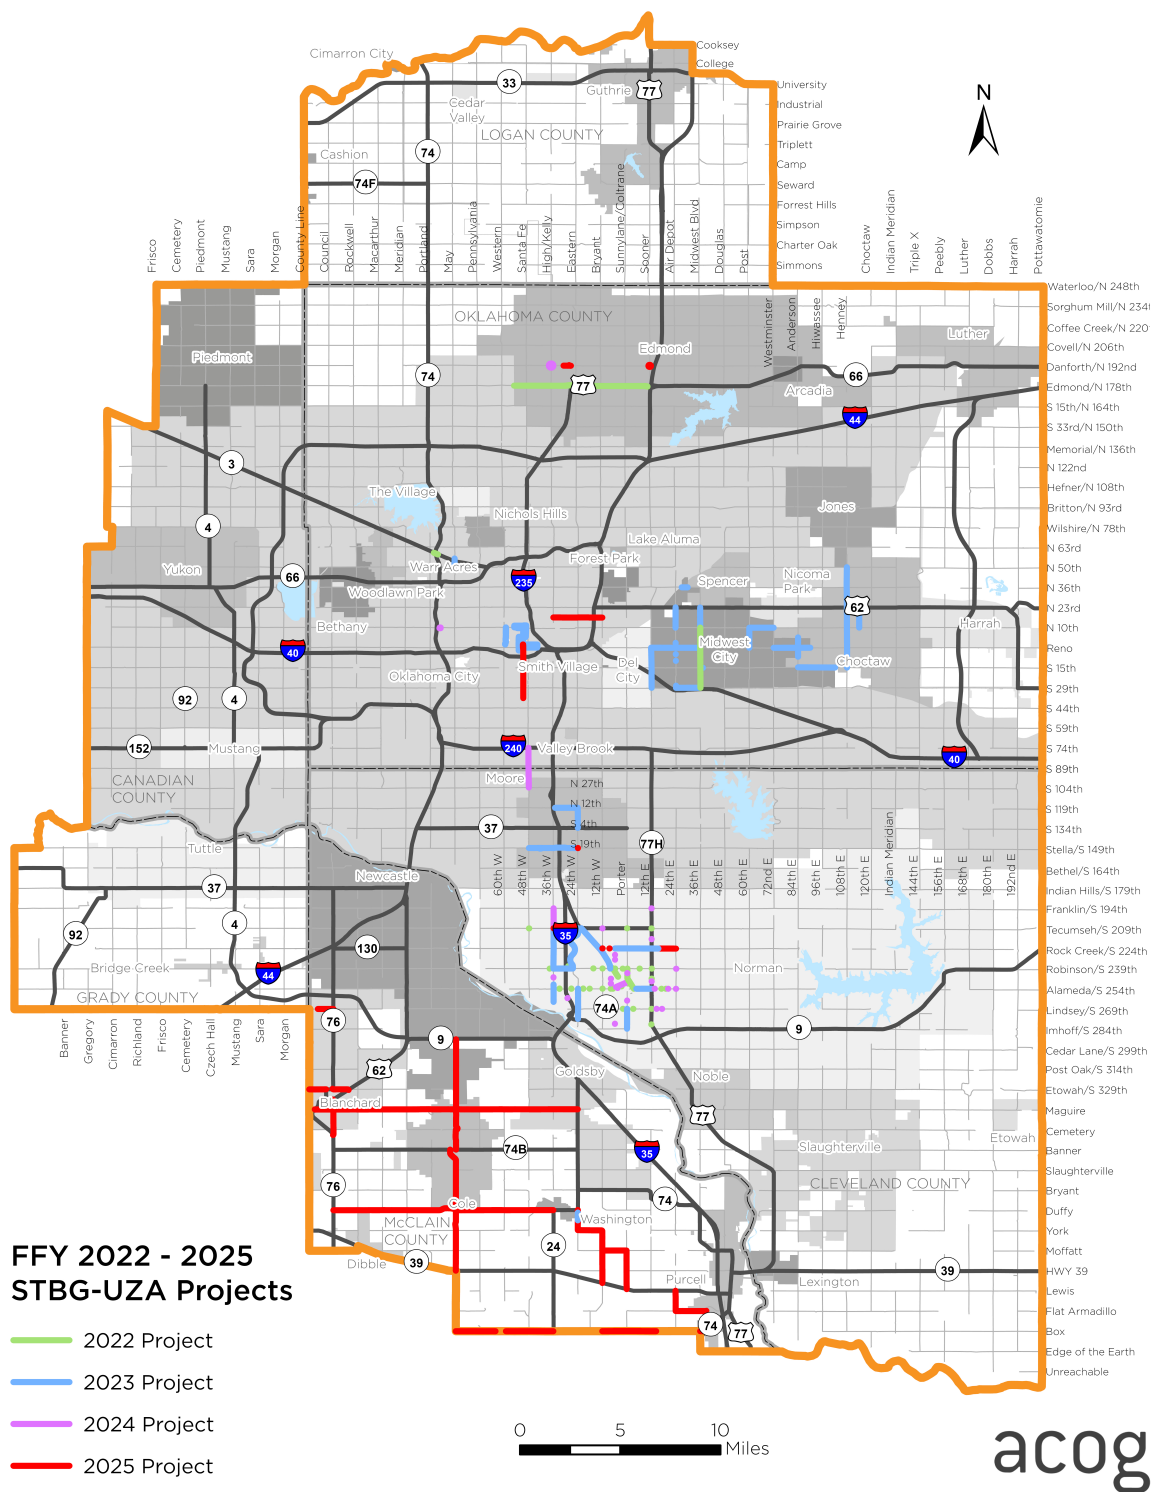 Cimarron City
Cooksey
College
33
Guthrie
77
University
Industrial
Prairie Grove
Triplett
Camp
Seward
Forrest Hills
Simpson
Charter Oak
Simmons
N
Cedar
Valley
LOGAN COUNTY
Cashion
74
74F
Frisco
Cemetery
Piedmont
Mustang
Sara
Morgan
County Line
Council
Rockwell
Macarthur
Meridian
Portland
May
Pennsylvania
Western
Santa Fe
High/Kelly
Eastern
Bryant
Sunnylane/Coltrane
Sooner
Air Depot
Midwest Blvd
Douglas
Post
Westminster
Anderson
Hiwassee
Henney
Choctaw
Indian Meridian
Triple X
Peebly
Luther
Dobbs
Harrah
Pottawatomie
Waterloo/N 248th
Sorghum Mill/N 234t
Coffee Creek/N 220
Covell/N 206th
Danforth/N 192nd
Edmond/N 178th
S 15th/N 164th
S 33rd/N 150th
Memorial/N 136th
N 122nd
Hefner/N 108th
Britton/N 93rd
Wilshire/N 78th
N 63rd
N 50th
N 36th
N 23rd
N 10th
Reno
S 15th
S 29th
S 44th
S 59th
S 74th
S 89th
S 104th
S 119th
S 134th
Stella/S 149th
Bethel/S 164th
Indian Hills/S 179th
Franklin/S 194th
Tecumseh/S 209th
Rock Creek/S 224th
Robinson/S 239th
Alameda/S 254th
Lindsey/S 269th
Imhoff/S 284th
Cedar Lane/S 299th
Post Oak/S 314th
Etowah/S 329th
Maguire
Cemetery
Banner
Slaughterville
Bryant
Duffy
York
Moffatt
HWY 39
Lewis
Flat Armadillo
Box
Edge of the Earth
Unreachable
OKLAHOMA COUNTY
Piedmont
Edmond
Luther
74
77
66
Arcadia
44
3
The Village
Nichols Hills
Jones
4
Lake Aluma
Forest Park
Warr Acres
Yukon
66
Woodlawn Park
235
Spencer
Nicoma
Park
62
Bethany
Harrah
40
Midwest
City
Smith Village
Del
City
Choctaw
Oklahoma City
92
4
152
Mustang
240
Valley Brook
40
CANADIAN
COUNTY
Moore
N 27th
N 12th
S 4th
S 19th
37
77H
Tuttle
Newcastle
60th W
48th W
36th W
24th W
12th W
Porter
12th E
24th E
36th E
48th E
60th E
72nd E
84th E
96th E
108th E
120th E
Indian Meridian
144th E
156th E
168th E
180th E
192nd E
37
92
4
130
35
Bridge Creek
44
GRADY COUNTY
Norman
74A
76
9
9
Banner
Gregory
Cimarron
Richland
Frisco
Cemetery
Czech Hall
Mustang
Sara
Morgan
62
Goldsby
Noble
Blanchard
77
74B
35
Slaughterville
Etowah
76
CLEVELAND COUNTY
Cole
74
McCLAIN
COUNTY
Washington
24
Dibble
39
Purcell
Lexington
39
74
77
FFY 2022 - 2025
STBG-UZA Projects
2022 Project
2023 Project
2024 Project
2025 Project
0
5
10
Miles
acog